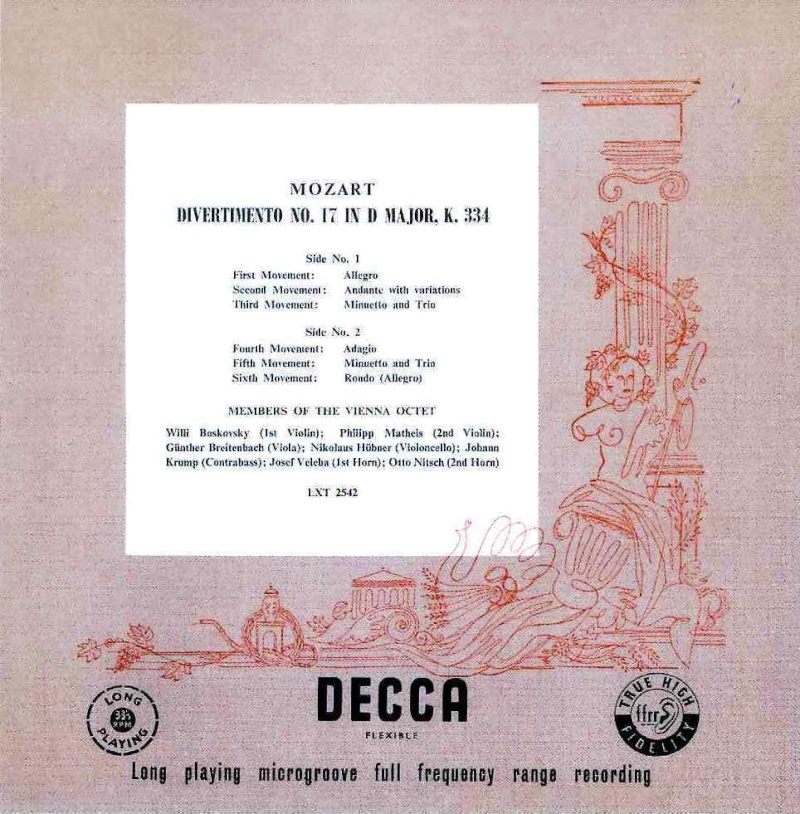 MOZART
DIVERTIMENTO NO. 17 IN D MAJOR, K. 334
Side No. 1
First Movement: Allegro
Second Movement: Andante with variations
Third Movement: Minuetto and Trio
Side No. 2
Fourth Movement: Adagio
Fifth Movement: Minuetto and Trio
Sixth Movement: Rondo (Allegro)
MEMBERS OF THE VIENNA OCTET
Willi Boskovsky (1st Violin); Philipp Matheis (2nd Violin);
Günther Breitenbach (Viola); Nikolaus Hübner (Violoncello); Johann
Krump (Contrabass); Josef Veleba (1st Horn); Otto Nitsch (2nd Horn)
LXT 2542
DECCA
FLEXIBLE
LONG
33⅓
RPM
PLAYING
TRUE HIGH
ffrr
FIDELITY
Long playing microgroove full frequency range recording